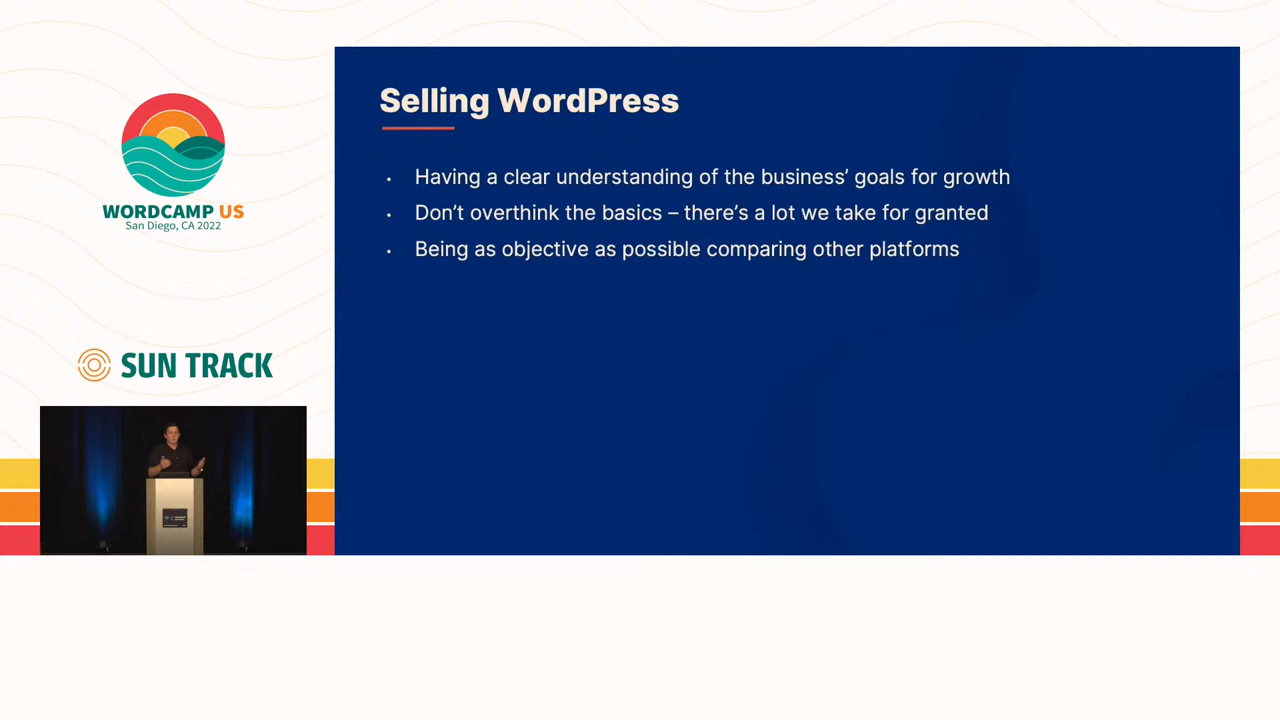 WORDCAMP US
San Diego, CA 2022
SUN TRACK
Selling WordPress
• Having a clear understanding of the business’ goals for growth
• Don’t overthink the basics – there’s a lot we take for granted
• Being as objective as possible comparing other platforms